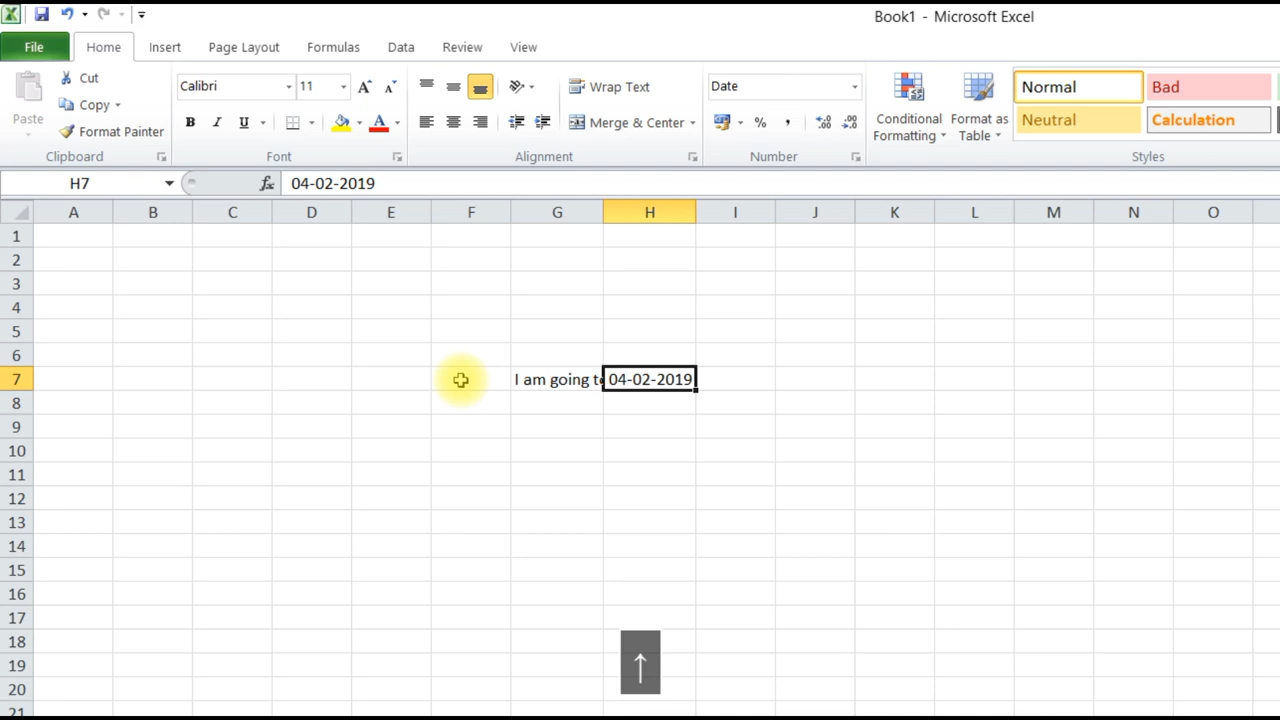 Book1 - Microsoft Excel
File Home Insert Page Layout Formulas Data Review View
Cut
Calibri 11 A A Wrap Text Date Normal Bad
Copy
Paste Format Painter
B I U A Merge & Center % , Conditional Formatting Format as Table Neutral Calculation
Clipboard Font Alignment Number Styles
H7 fx 04-02-2019
A B C D E F G H I J K L M N O
1
2
3
4
5
6
7 I am going to 04-02-2019
8
9
10
11
12
13
14
15
16
17
18
19
20
21